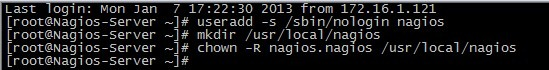 Last login: Mon Jan  7 17:22:30 2013 from 172.16.1.121
[root@Nagios-Server ~]# useradd -s /sbin/nologin nagios
[root@Nagios-Server ~]# mkdir /usr/local/nagios
[root@Nagios-Server ~]# chown -R nagios.nagios /usr/local/nagios
[root@Nagios-Server ~]#